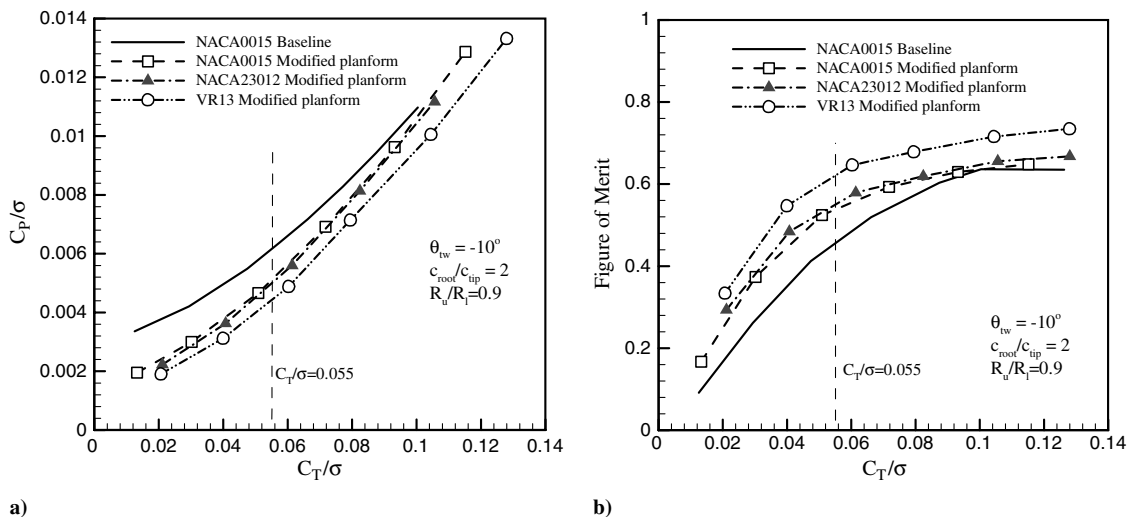 0.014
0.012
0.01
0.008
0.006
0.004
0.002
0
C_P/σ
NACA0015 Baseline
NACA0015 Modified planform
NACA23012 Modified planform
VR13 Modified planform
θ_tw = -10°
c_root/c_tip = 2
R_u/R_l=0.9
C_T/σ=0.055
0 0.02 0.04 0.06 0.08 0.1 0.12 0.14
C_T/σ
a)
1
0.8
0.6
0.4
0.2
0
Figure of Merit
NACA0015 Baseline
NACA0015 Modified planform
NACA23012 Modified planform
VR13 Modified planform
θ_tw = -10°
c_root/c_tip = 2
R_u/R_l=0.9
C_T/σ=0.055
0 0.02 0.04 0.06 0.08 0.1 0.12 0.14
C_T/σ
b)